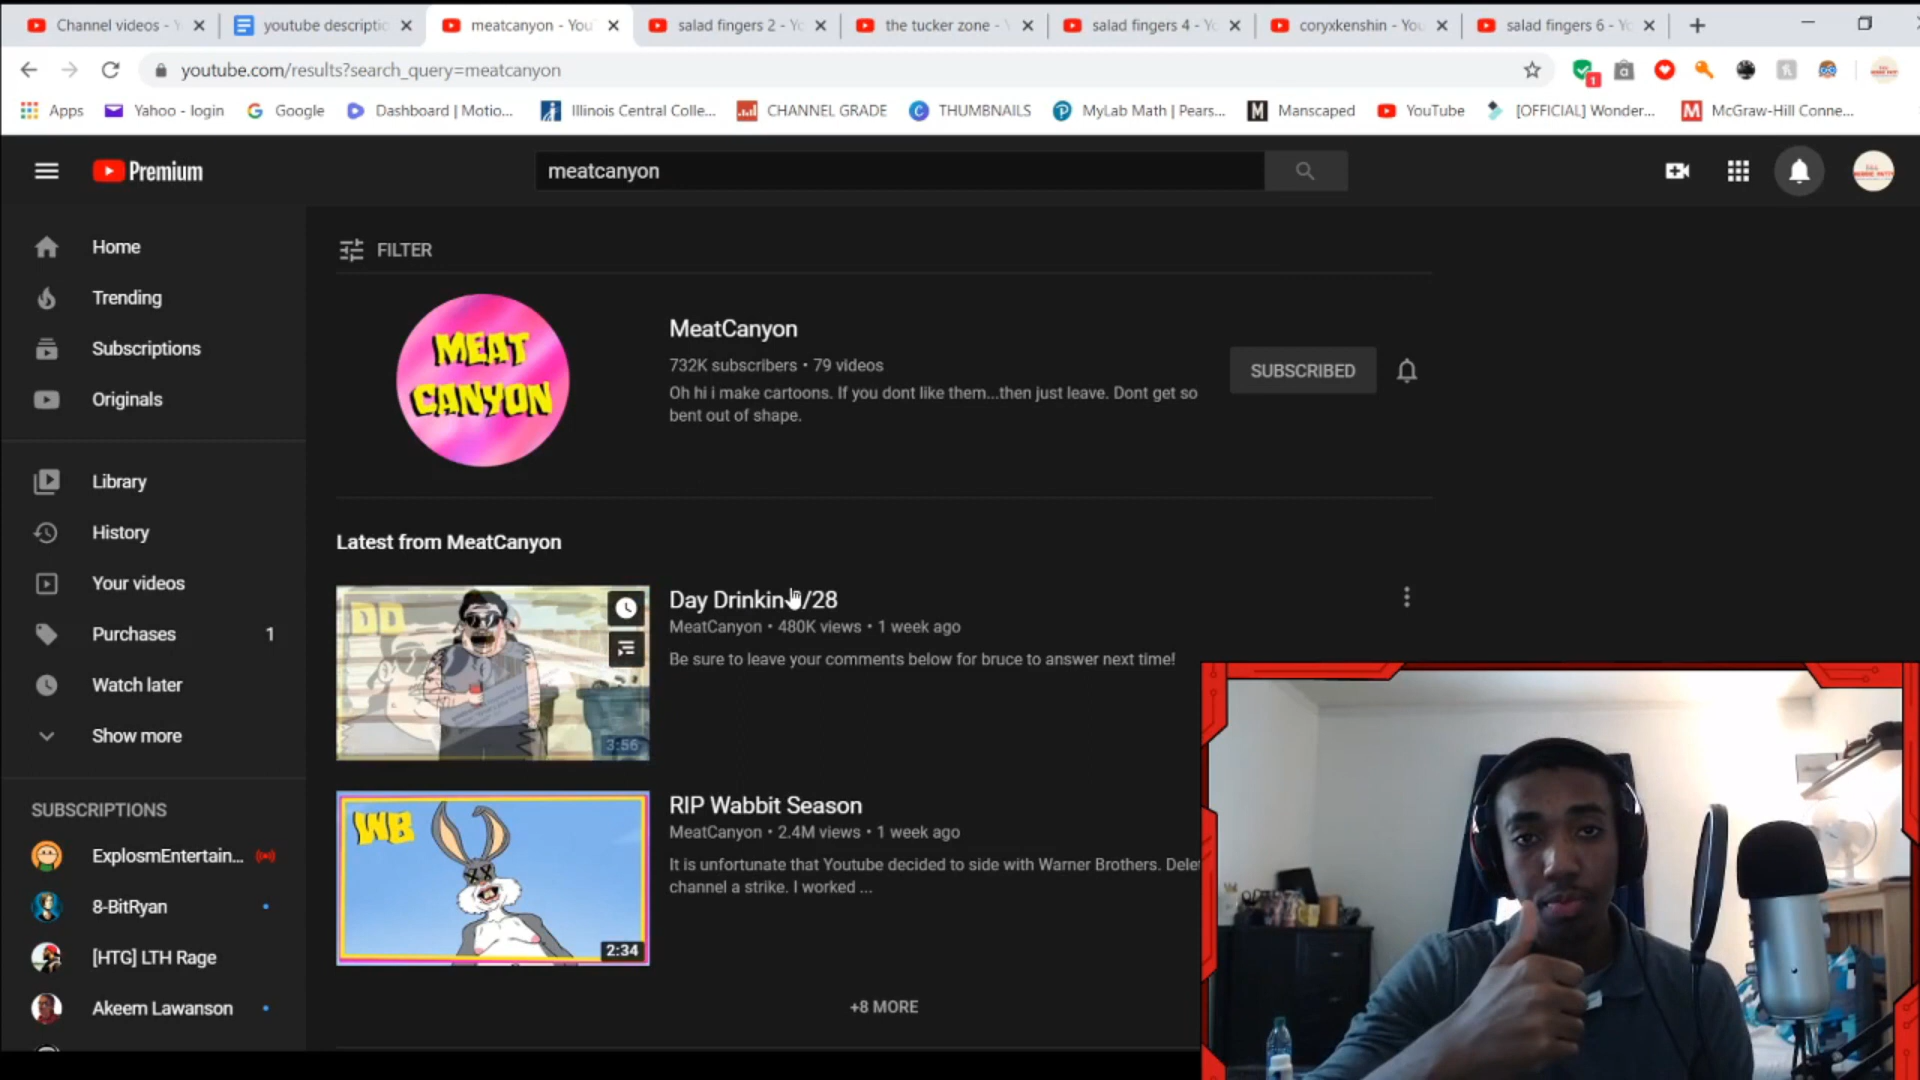 Channel videos - Y
youtube descriptio
meatcanyon - You
salad fingers 2 - Yo
the tucker zone - Y
salad fingers 4 - Yo
coryxkenshin - You
salad fingers 6 - Yo
youtube.com/results?search_query=meatcanyon
1
Apps
Yahoo - login
Google
Dashboard | Motio...
Illinois Central Colle...
CHANNEL GRADE
THUMBNAILS
MyLab Math | Pears...
Manscaped
YouTube
[OFFICIAL] Wonder...
McGraw-Hill Conne...
Premium
meatcanyon
Home
Trending
Subscriptions
Originals
Library
History
Your videos
Purchases 1
Watch later
Show more
SUBSCRIPTIONS
ExplosmEntertain...
8-BitRyan
[HTG] LTH Rage
Akeem Lawanson
FILTER
MEAT
CANYON
MeatCanyon
732K subscribers • 79 videos
Oh hi i make cartoons. If you dont like them...then just leave. Dont get so
bent out of shape.
SUBSCRIBED
Latest from MeatCanyon
DD
3:56
Day Drinkin /28
MeatCanyon • 480K views • 1 week ago
Be sure to leave your comments below for bruce to answer next time!
WB
2:34
RIP Wabbit Season
MeatCanyon • 2.4M views • 1 week ago
It is unfortunate that Youtube decided to side with Warner Brothers. Delet
channel a strike. I worked ...
+8 MORE